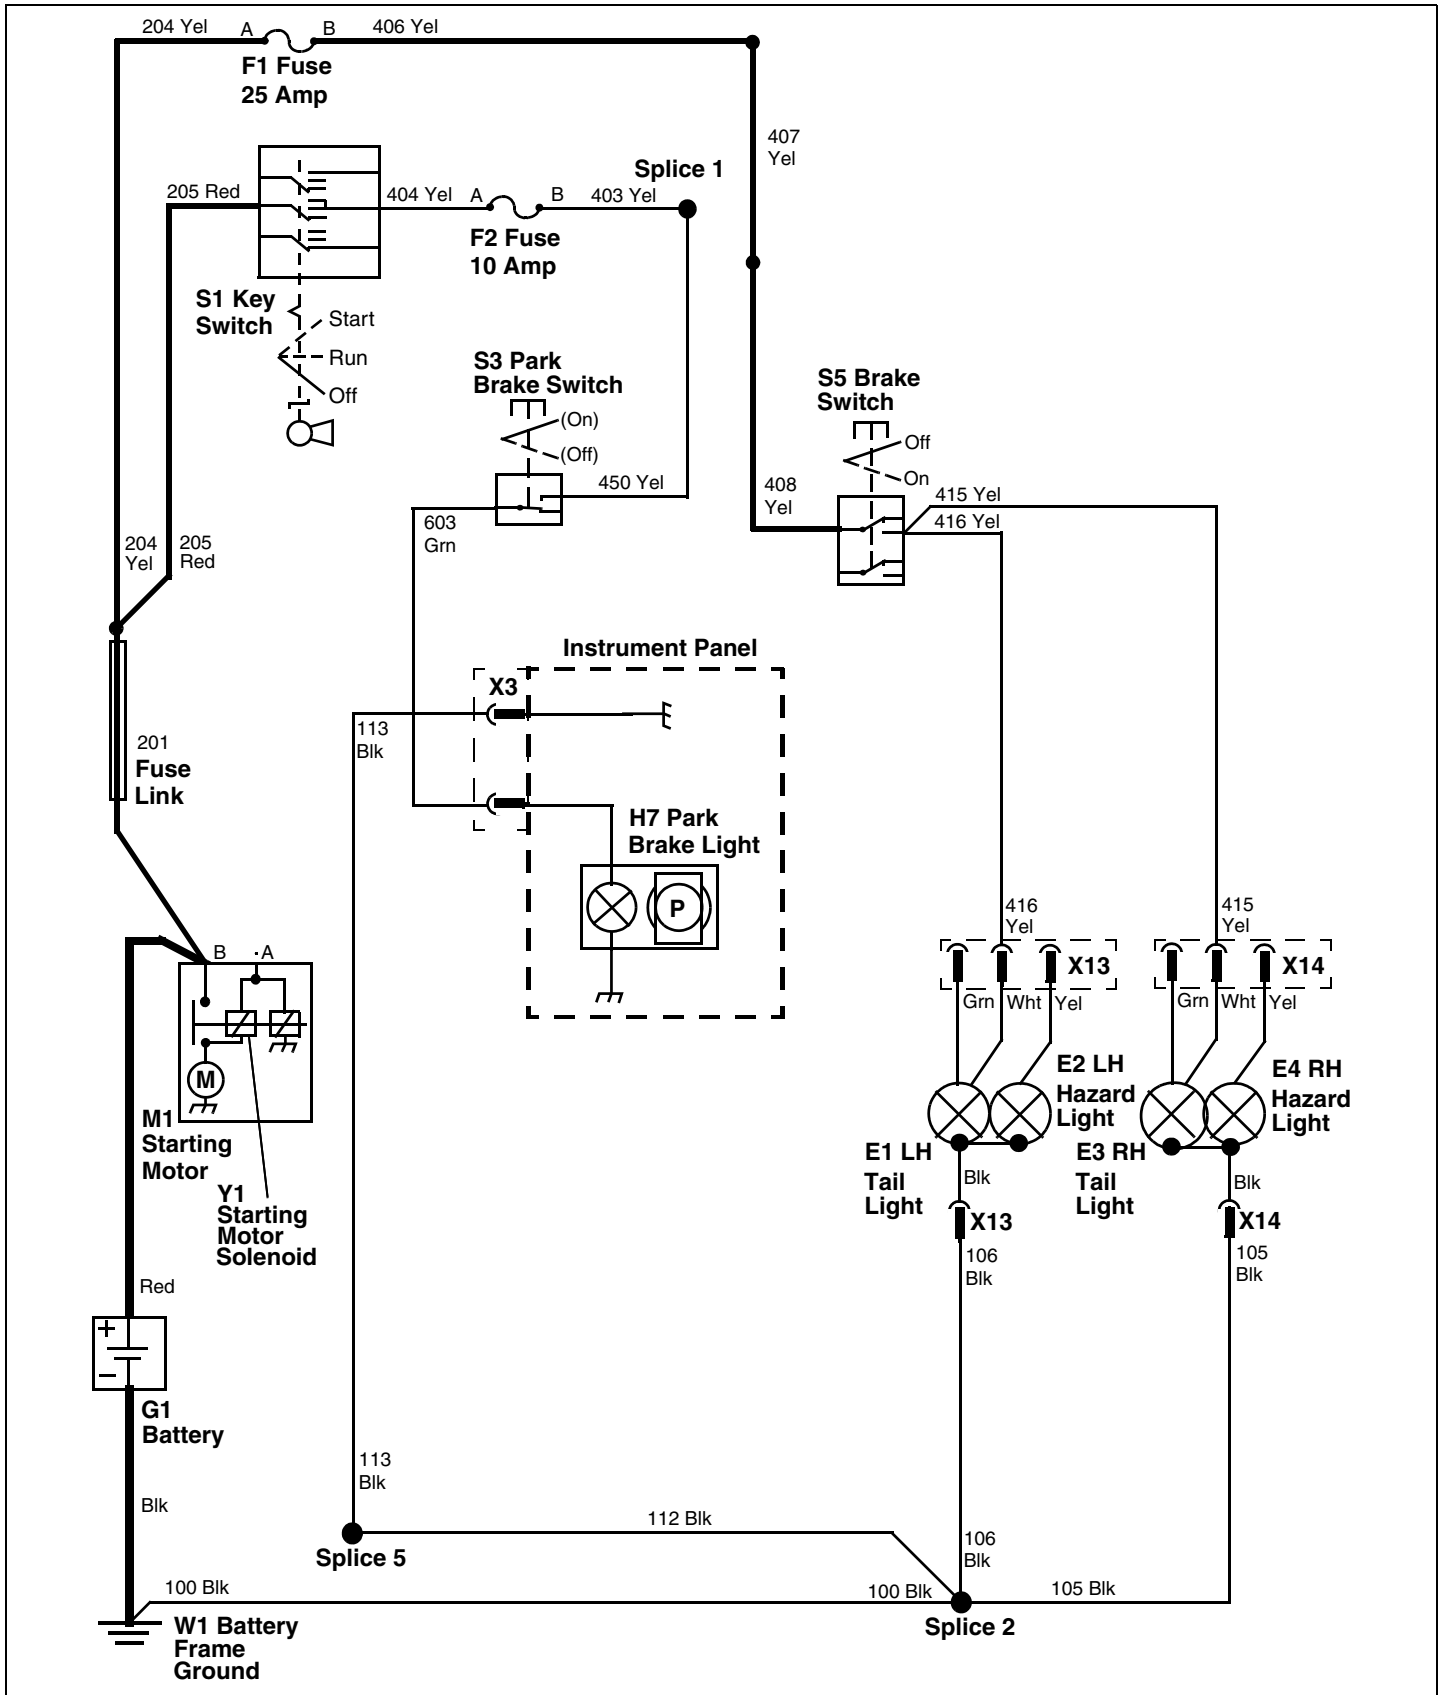 204 Yel
A
B
406 Yel
F1 Fuse
25 Amp
407
Yel
Splice 1
205 Red
404 Yel
A
B
403 Yel
F2 Fuse
10 Amp
S1 Key
Switch
Start
Run
Off
S3 Park
Brake Switch
(On)
(Off)
450 Yel
603
Grn
S5 Brake
Switch
Off
On
408
Yel
415 Yel
416 Yel
204
Yel
205
Red
201
Fuse
Link
Instrument Panel
X3
113
Blk
H7 Park
Brake Light
P
416
Yel
415
Yel
X13
X14
Grn
Wht
Yel
Grn
Wht
Yel
B
A
M
M1
Starting
Motor
Y1
Starting
Motor
Solenoid
E2 LH
Hazard
Light
E4 RH
Hazard
Light
E1 LH
Tail
Light
E3 RH
Tail
Light
Blk
Blk
X13
X14
106
Blk
105
Blk
Red
+
−
G1
Battery
Blk
113
Blk
112 Blk
Splice 5
106
Blk
100 Blk
100 Blk
105 Blk
Splice 2
W1 Battery
Frame
Ground